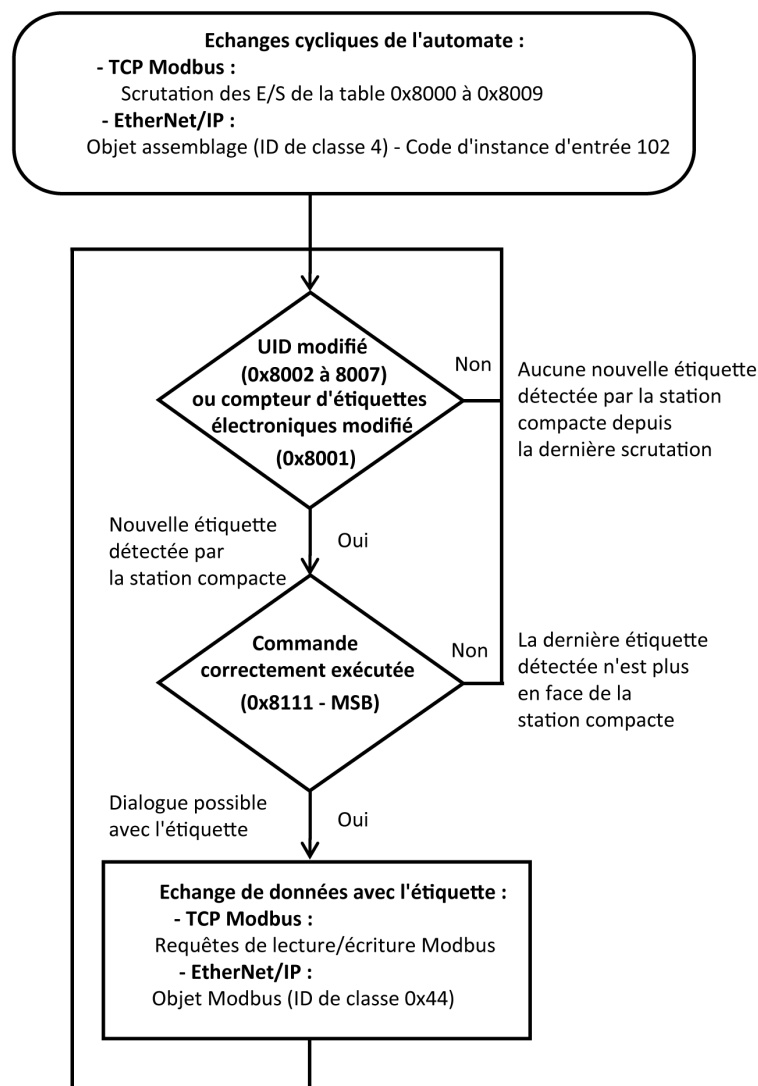 Echanges cycliques de l'automate :
- TCP Modbus :
Scrutation des E/S de la table 0x8000 à 0x8009
- EtherNet/IP :
Objet assemblage (ID de classe 4) - Code d'instance d'entrée 102
UID modifié
(0x8002 à 8007)
ou compteur d'étiquettes
électroniques modifié
(0x8001)
Non
Aucune nouvelle étiquette
détectée par la station
compacte depuis
la dernière scrutation
Nouvelle étiquette
détectée par
la station compacte
Oui
Commande
correctement exécutée
(0x8111 - MSB)
Non
La dernière étiquette
détectée n'est plus
en face de la
station compacte
Dialogue possible
avec l'étiquette
Oui
Echange de données avec l'étiquette :
- TCP Modbus :
Requêtes de lecture/écriture Modbus
- EtherNet/IP :
Objet Modbus (ID de classe 0x44)